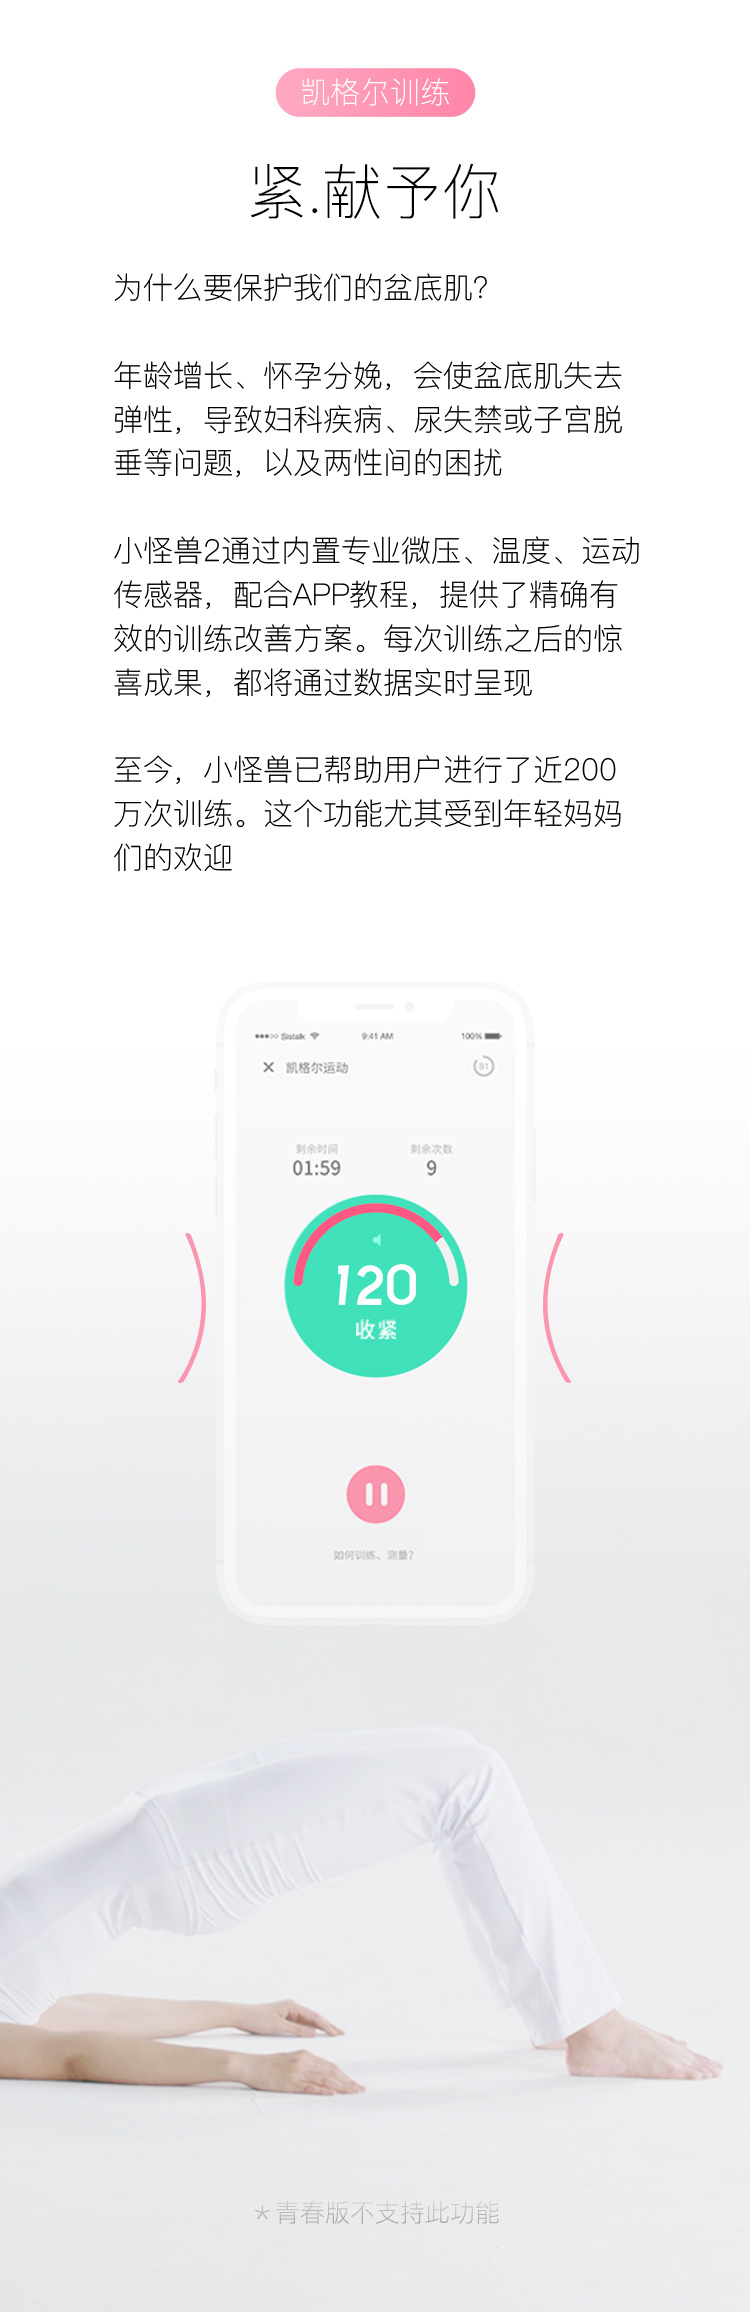 凯格尔训练
紧.献予你
为什么要保护我们的盆底肌?
年龄增长、怀孕分娩，会使盆底肌失去
弹性，导致妇科疾病、尿失禁或子宫脱
垂等问题，以及两性间的困扰
小怪兽2通过内置专业微压、温度、运动
传感器，配合APP教程，提供了精确有
效的训练改善方案。每次训练之后的惊
喜成果，都将通过数据实时呈现
至今，小怪兽已帮助用户进行了近200
万次训练。这个功能尤其受到年轻妈妈
们的欢迎
Sistalk 9:41 AM 100%
凯格尔运动 81
剩余时间 剩余次数
01:59 9
120
收紧
如何训练、测量?
＊青春版不支持此功能